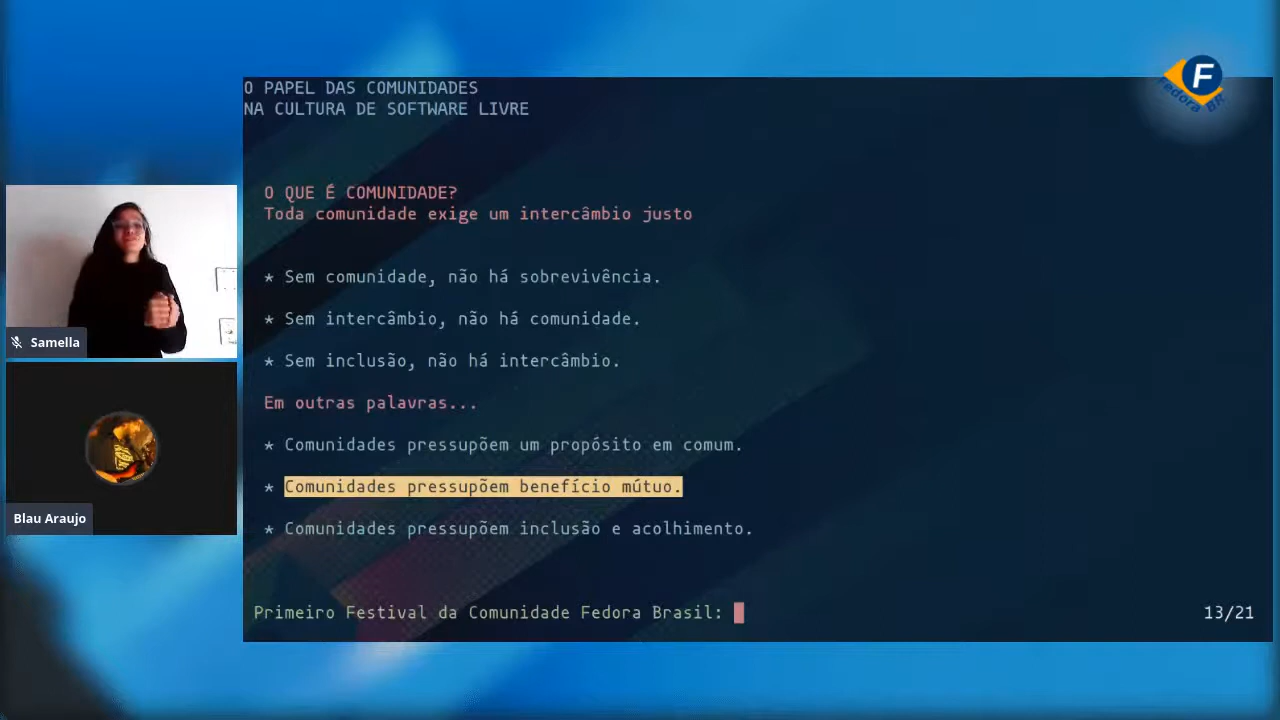 O PAPEL DAS COMUNIDADES
NA CULTURA DE SOFTWARE LIVRE
F
Fedora BR
O QUE É COMUNIDADE?
Toda comunidade exige um intercâmbio justo
* Sem comunidade, não há sobrevivência.
* Sem intercâmbio, não há comunidade.
* Sem inclusão, não há intercâmbio.
Em outras palavras...
* Comunidades pressupõem um propósito em comum.
* Comunidades pressupõem benefício mútuo.
* Comunidades pressupõem inclusão e acolhimento.
Primeiro Festival da Comunidade Fedora Brasil:
13/21
Samella
Blau Araujo